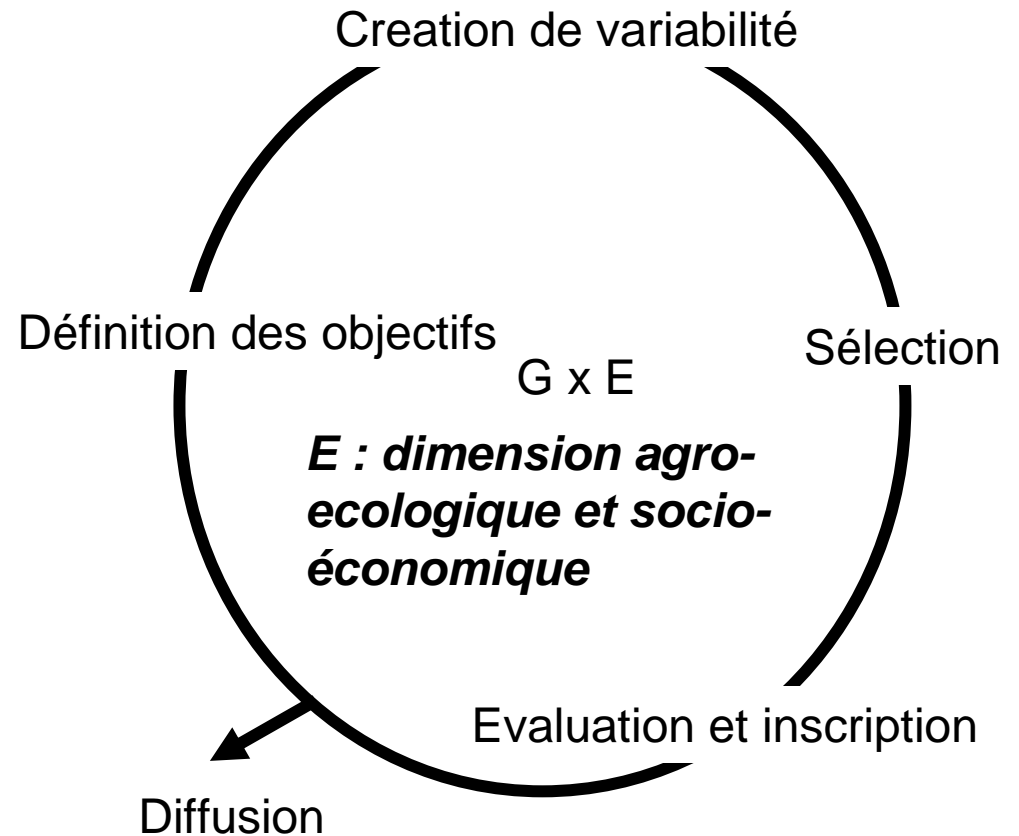 Creation de variabilité
Définition des objectifs
Sélection
G x E
E : dimension agro-
ecologique et socio-
économique
Evaluation et inscription
Diffusion